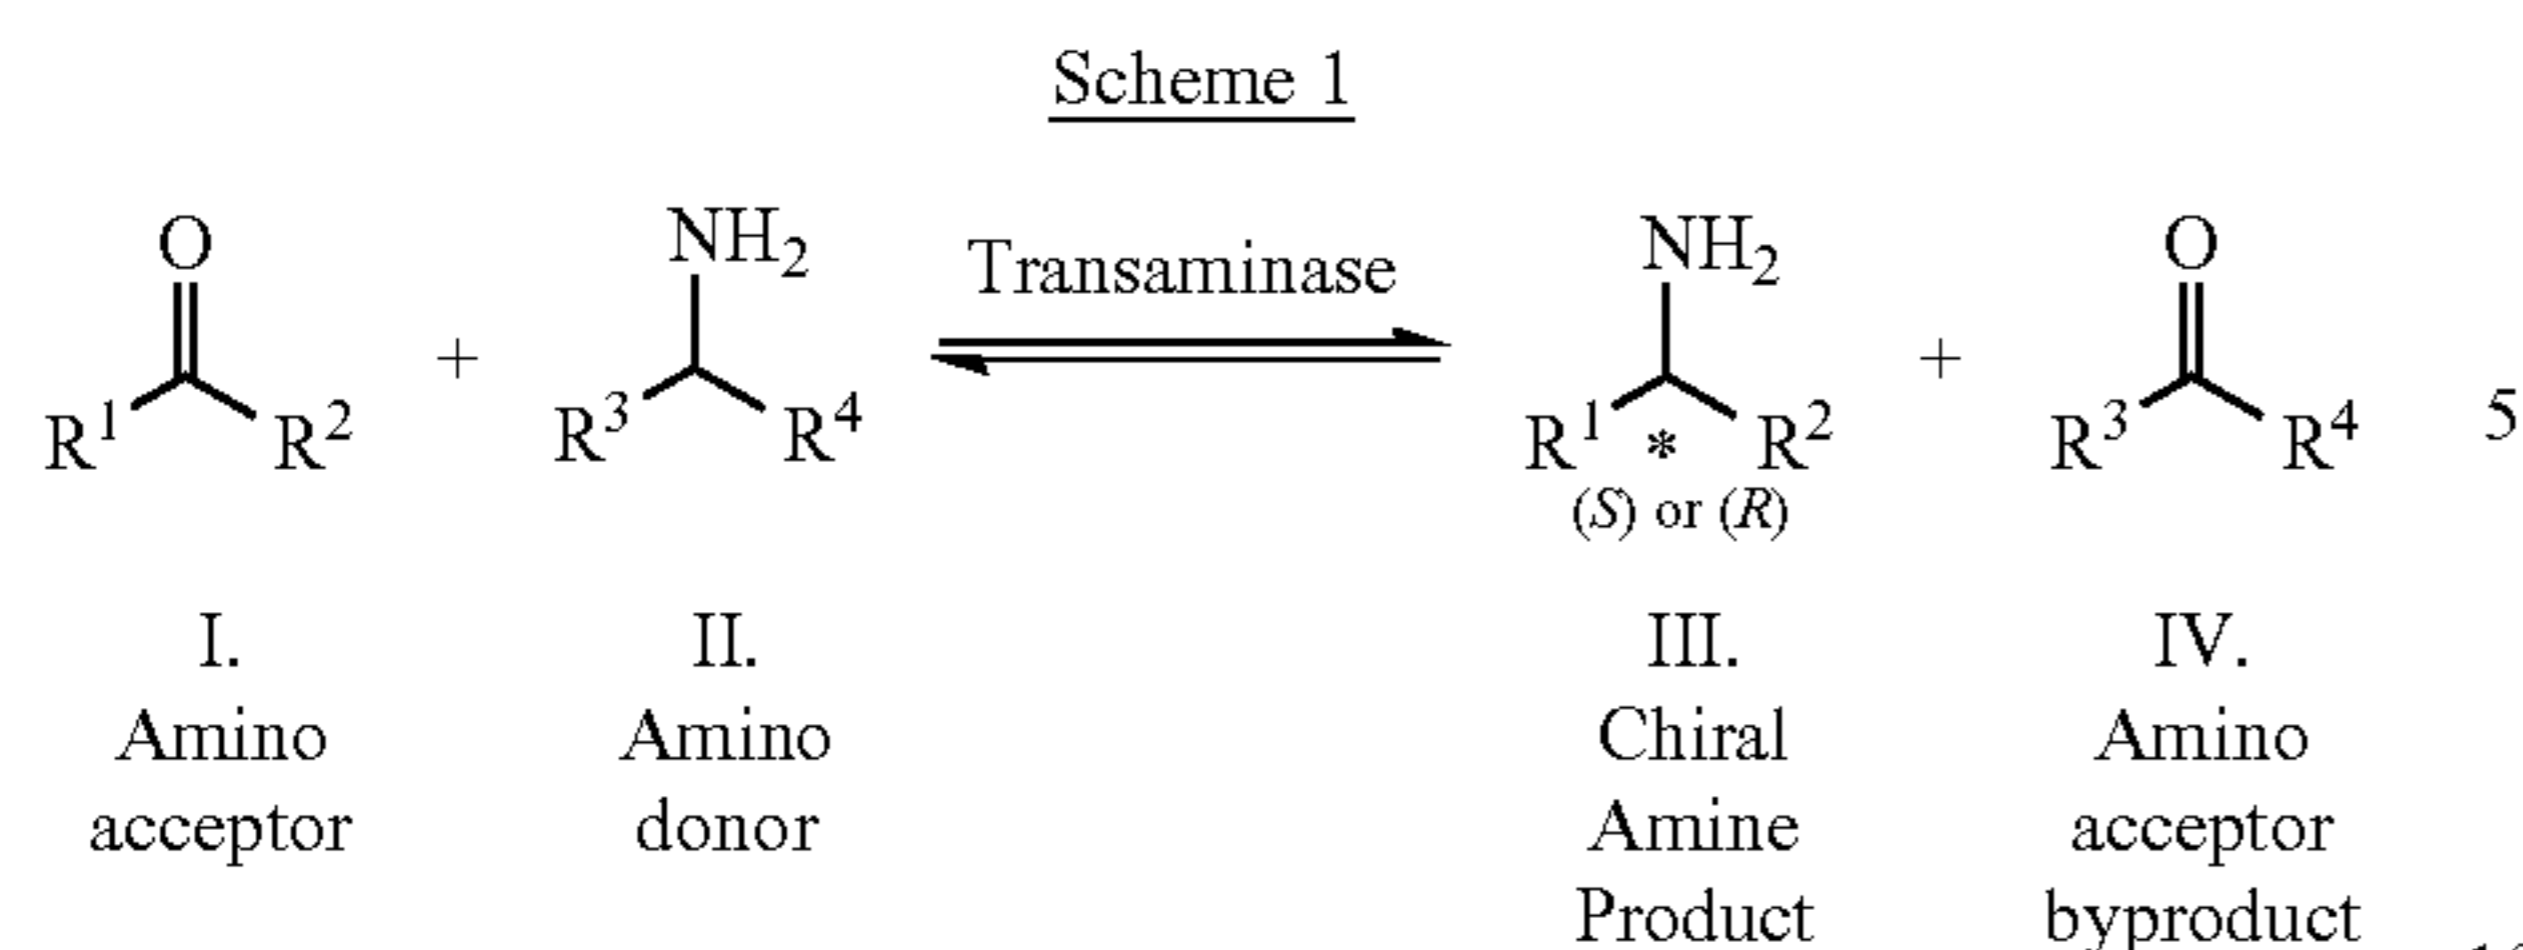 Scheme 1
O + NH2 Transaminase NH2 + O
R1 R2 R3 R4 R1 * R2 R3 R4 5
(S) or (R)
I. II. III. IV.
Amino Amino Chiral Amino
acceptor donor Amine acceptor
Product byproduct